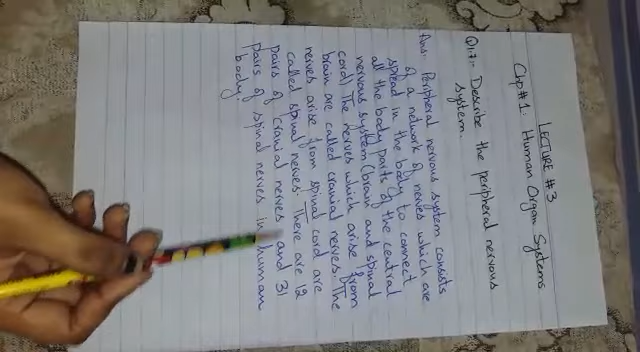 LECTURE #3
Chp#1: Human Organ Systems
Q17:- Describe the peripheral nervous
system.
Ans:- Peripheral nervous system consists
of a network of nerves which are
spread in the body to connect
all the body parts of the central
nervous system (brain and spinal
cord). The nerves which arise from
brain are called cranial nerves. The
nerves arise from spinal cord are
called spinal nerves. There are 12
pairs of cranial nerves and 31
pairs of spinal nerves in human
body.